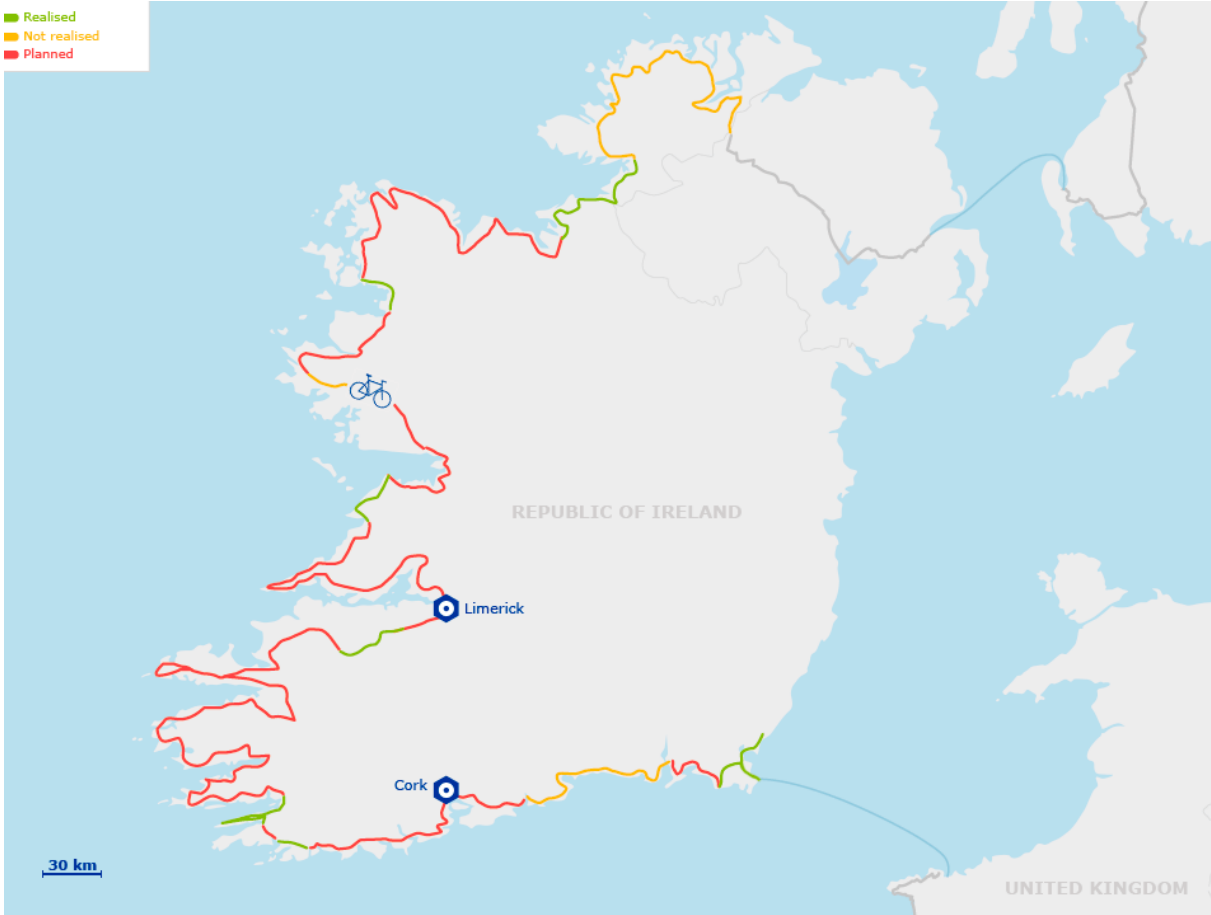 Realised
Not realised
Planned
REPUBLIC OF IRELAND
Limerick
Cork
30 km
UNITED KINGDOM